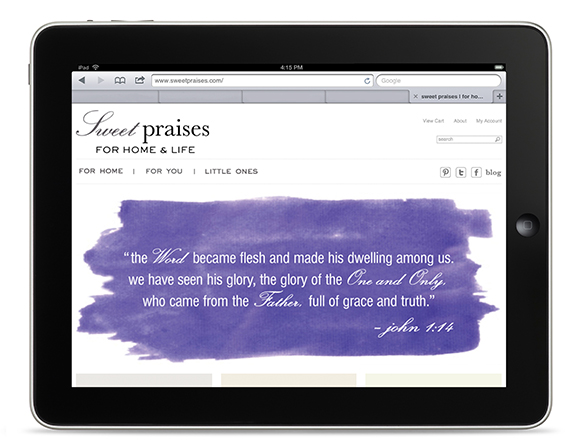 iPad 4:15 PM
www.sweetpraises.com/ Google
sweet praises | for ho...
View Cart About My Account
Sweet praises
FOR HOME & LIFE
search
FOR HOME | FOR YOU | LITTLE ONES
blog
“the Word became flesh and made his dwelling among us.
we have seen his glory, the glory of the One and Only,
who came from the Father, full of grace and truth.”
- john 1:14